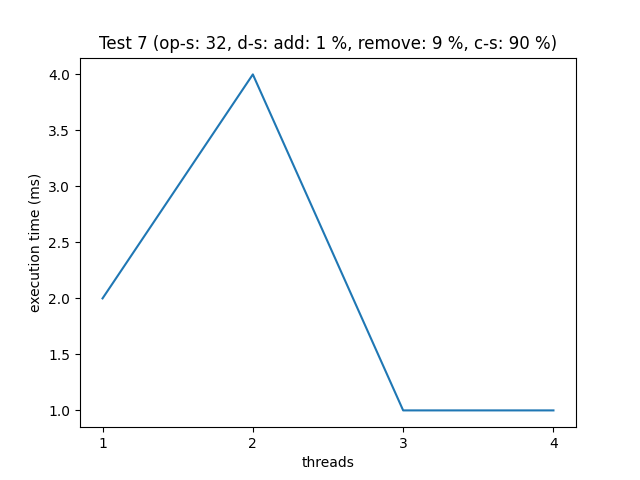 Test 7 (op-s: 32, d-s: add: 1 %, remove: 9 %, c-s: 90 %)
4.0
3.5
3.0
2.5
2.0
1.5
1.0
execution time (ms)
1 2 3 4
threads